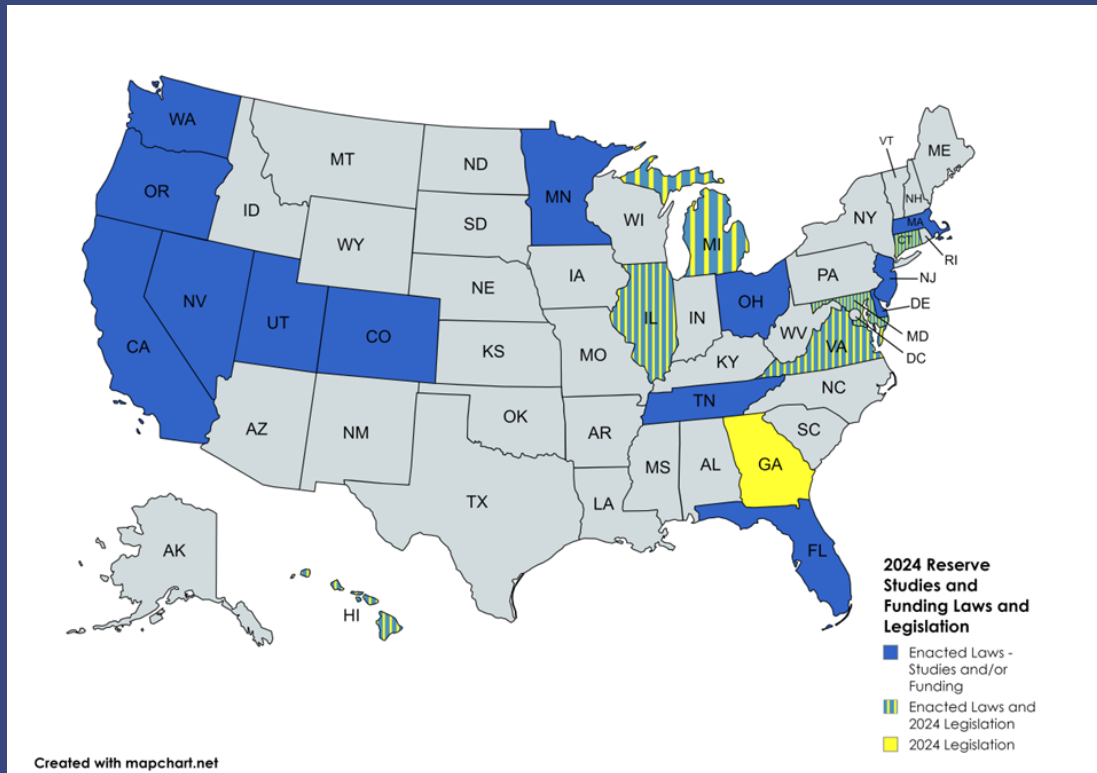 WA
MT
ND
MN
VT
ME
OR
ID
SD
WI
NH
NY
MA
WY
MI
CT
RI
IA
PA
NJ
NE
NV
UT
CO
IL
IN
OH
DE
MD
WV
VA
DC
CA
KS
MO
KY
NC
TN
AZ
NM
OK
AR
SC
MS
AL
GA
TX
LA
FL
AK
HI
2024 Reserve
Studies and
Funding Laws and
Legislation
Enacted Laws -
Studies and/or
Funding
Enacted Laws and
2024 Legislation
2024 Legislation
Created with mapchart.net